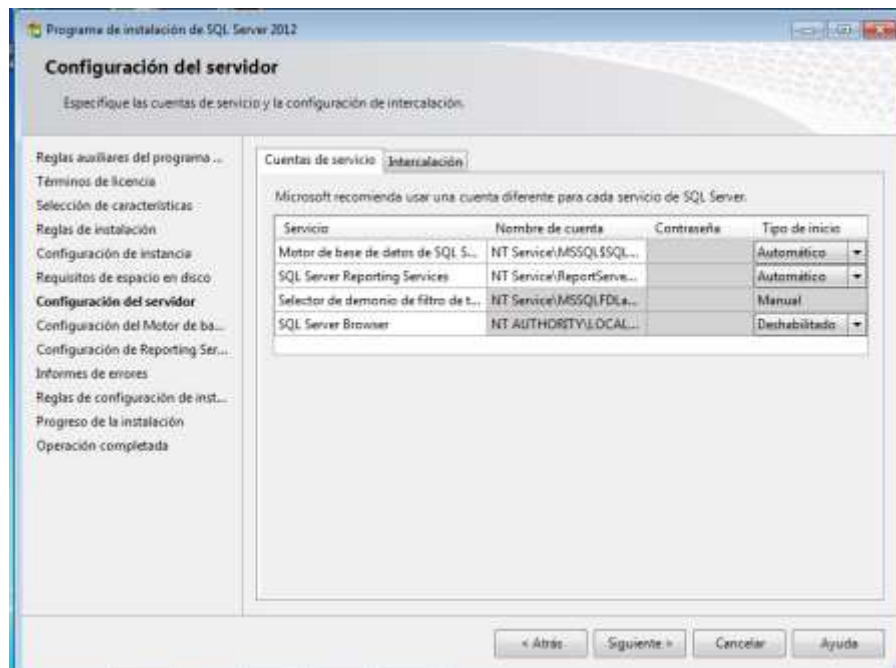 Programa de instalación de SQL Server 2012
Configuración del servidor
Especifique las cuentas de servicio y la configuración de intercalación.
Reglas auxiliares del programa ...
Términos de licencia
Selección de características
Reglas de instalación
Configuración de instancia
Requisitos de espacio en disco
Configuración del servidor
Configuración del Motor de ba...
Configuración de Reporting Ser...
Informes de errores
Reglas de configuración de inst...
Progreso de la instalación
Operación completada
Cuentas de servicio Intercalación
Microsoft recomienda usar una cuenta diferente para cada servicio de SQL Server.
Servicio Nombre de cuenta Contraseña Tipo de inicio
Motor de base de datos de SQL S... NT Service\MSSQL$SQL... Automático
SQL Server Reporting Services NT Service\ReportServe... Automático
Selector de demonio de filtro de t... NT Service\MSSQLFDLa... Manual
SQL Server Browser NT AUTHORITY\LOCAL... Deshabilitado
< Atrás Siguiente > Cancelar Ayuda